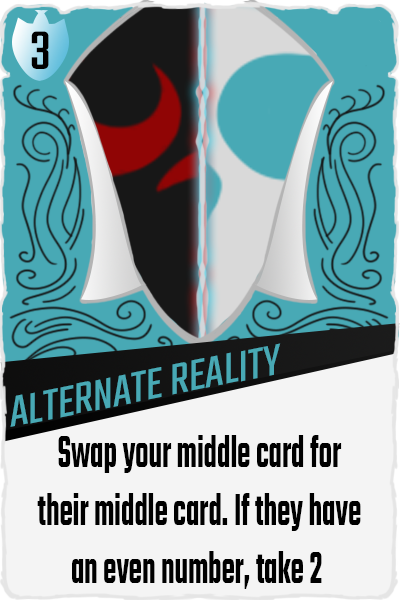 3
ALTERNATE REALITY
Swap your middle card for
their middle card. If they have
an even number, take 2